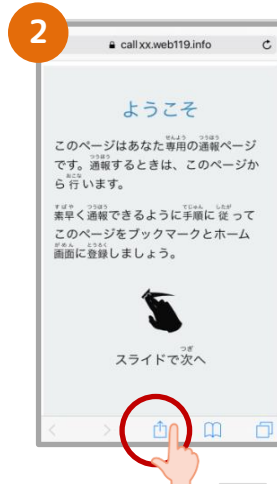 2
callxx.web119.info
ようこそ
このページはあなた専用の通報ページ
です。通報するときは、このページか
ら行います。
素早く通報できるように手順に従って
このページをブックマークとホーム
画面に登録しましょう。
スライドで次へ